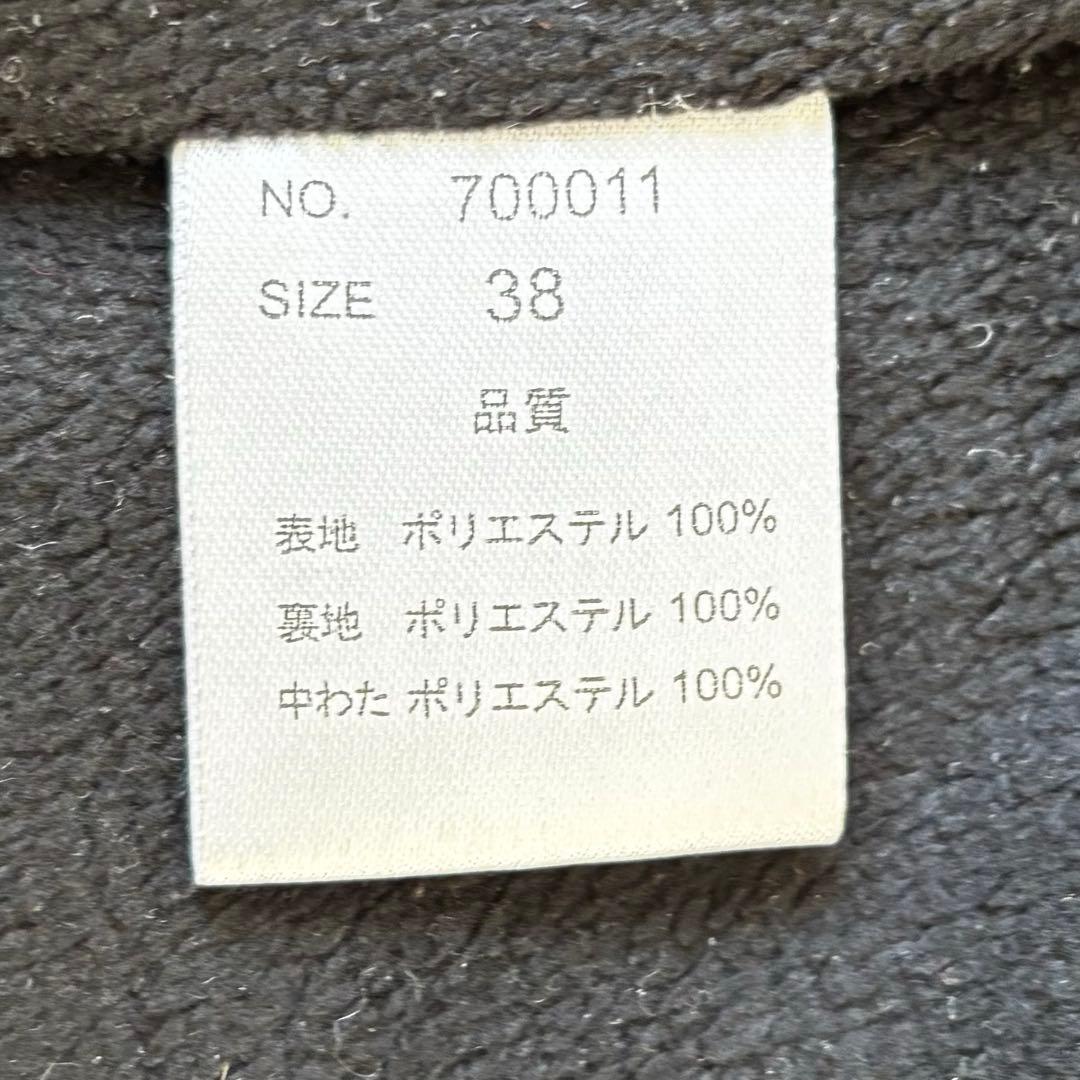 NO. 700011
SIZE 38
品質
表地 ポリエステル 100%
裏地 ポリエステル 100%
中わた ポリエステル 100%